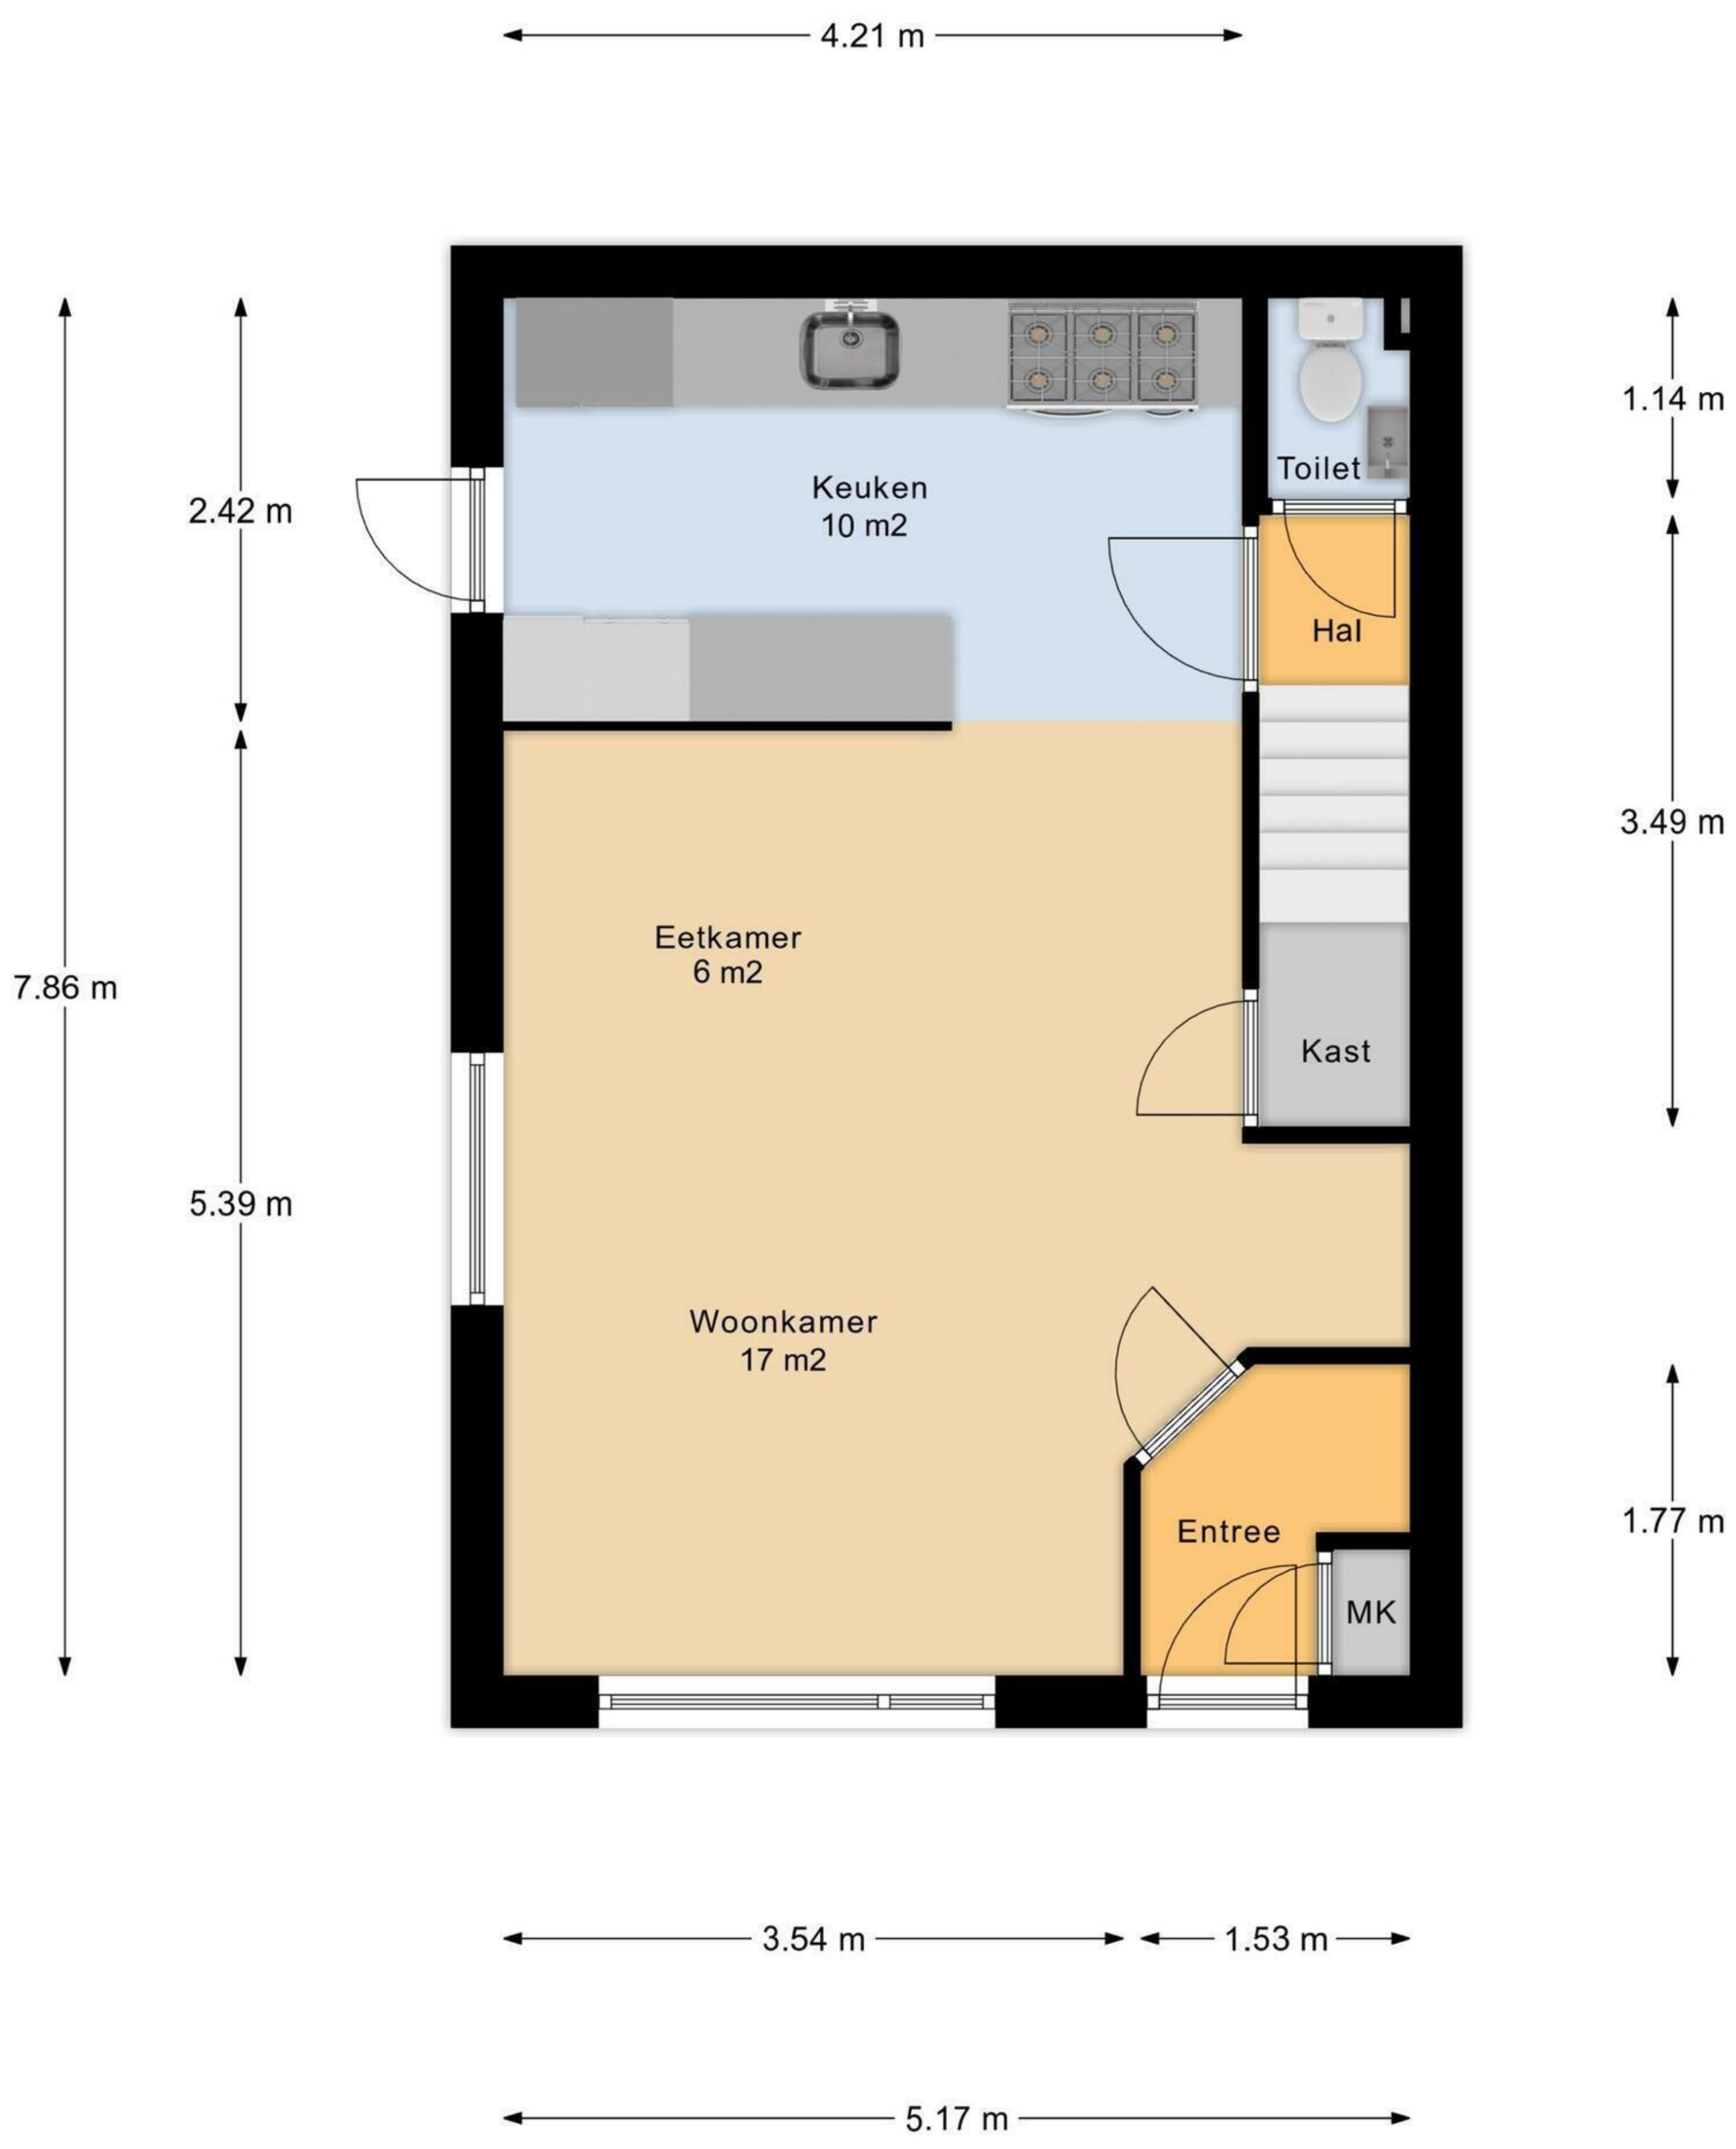 4.21 m
1.14 m
Toilet
Keuken
10 m2
2.42 m
Hal
3.49 m
Eetkamer
6 m2
7.86 m
Kast
5.39 m
Woonkamer
17 m2
1.77 m
Entree
MK
3.54 m
1.53 m
5.17 m